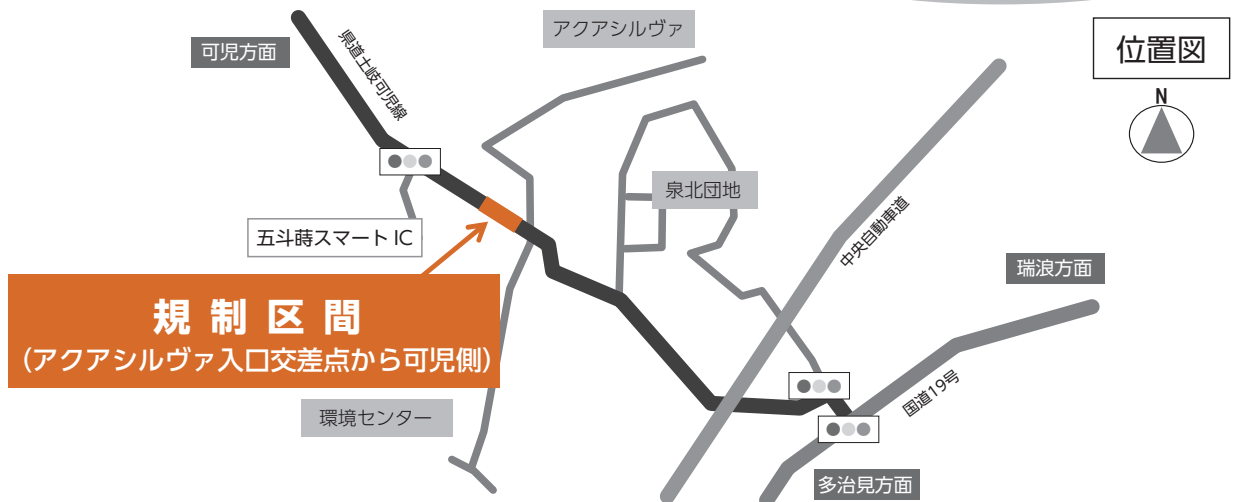 アクアシルヴァ
位置図
可児方面
県道土岐可児線
N
泉北団地
五斗蒔スマートIC
中央自動車道
瑞浪方面
規制区間
(アクアシルヴァ入口交差点から可児側)
国道19号
環境センター
多治見方面